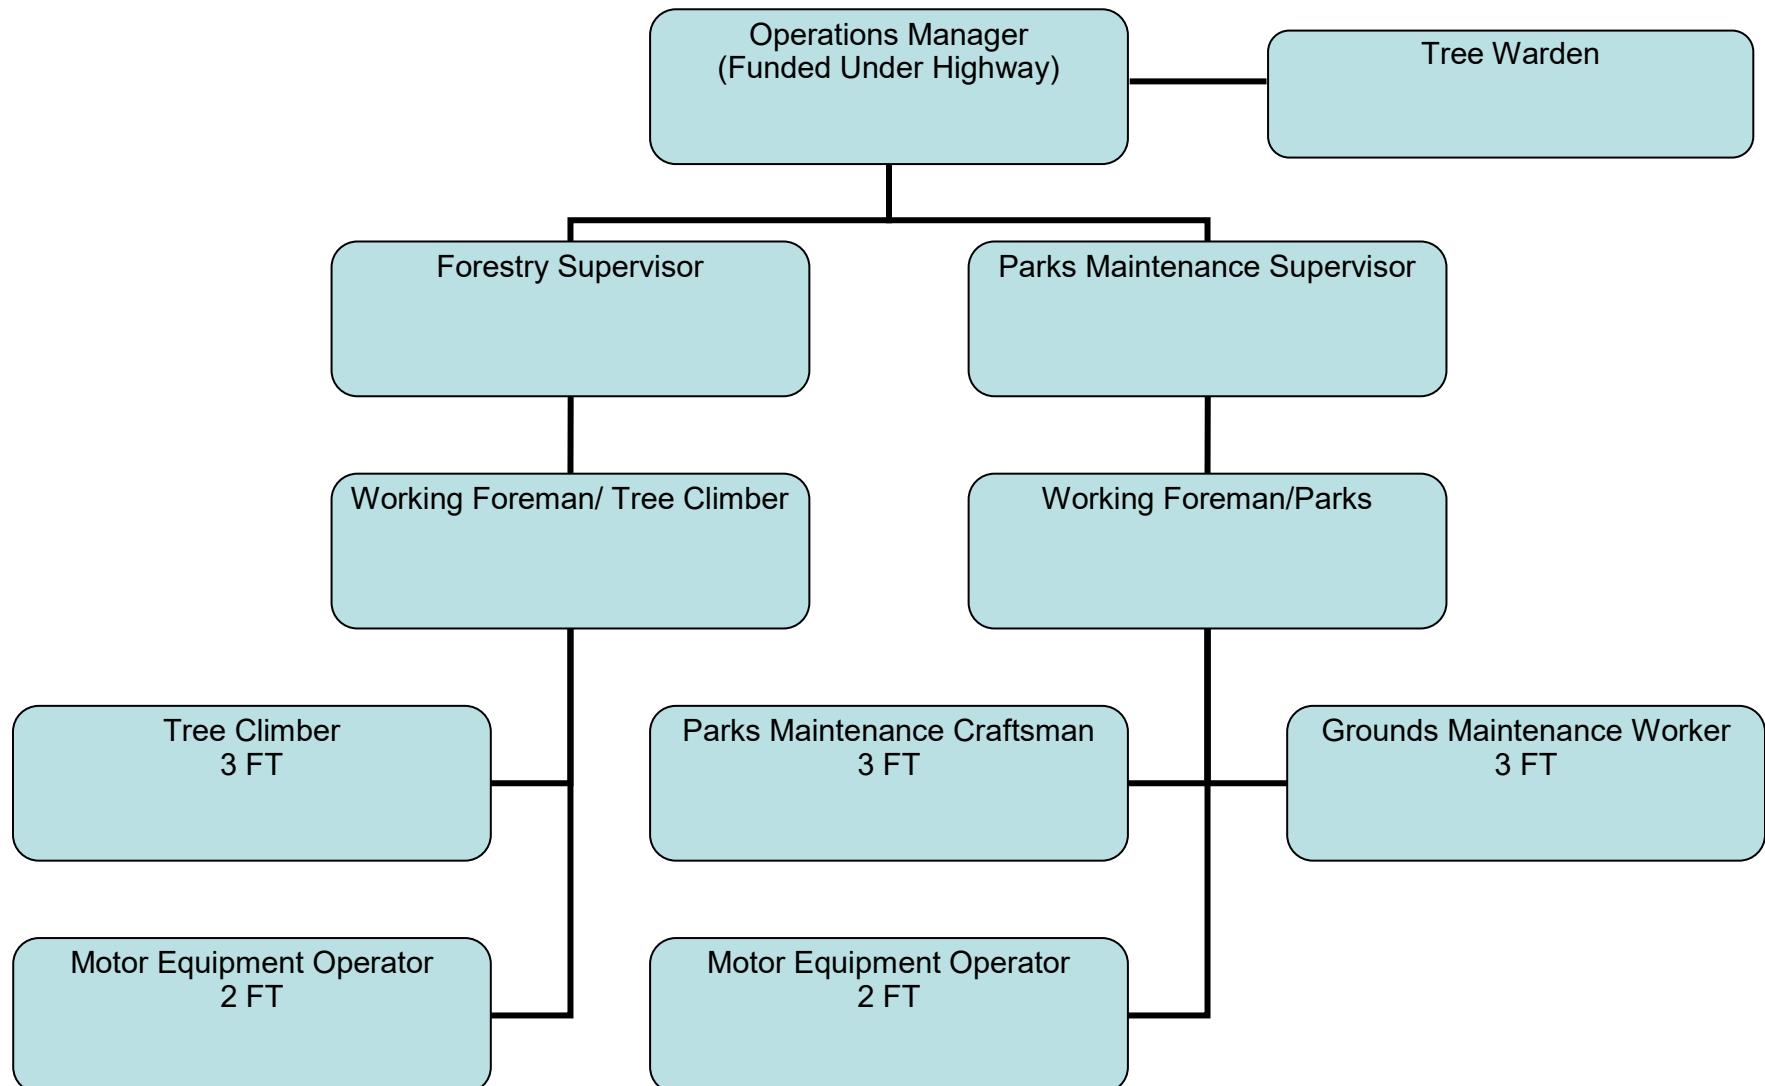 Operations Manager
(Funded Under Highway)
Tree Warden
Forestry Supervisor
Parks Maintenance Supervisor
Working Foreman/ Tree Climber
Working Foreman/Parks
Tree Climber
3 FT
Parks Maintenance Craftsman
3 FT
Grounds Maintenance Worker
3 FT
Motor Equipment Operator
2 FT
Motor Equipment Operator
2 FT